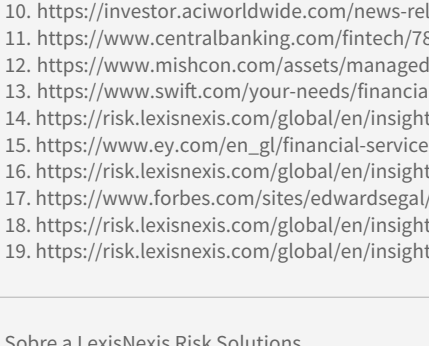 10. https://investor.aciworldwide.com/news-rel
11. https://www.centralbanking.com/fintech/78
12. https://www.mishcon.com/assets/managed
13. https://www.swift.com/your-needs/financia
14. https://risk.lexisnexis.com/global/en/insight
15. https://www.ey.com/en_gl/financial-service
16. https://risk.lexisnexis.com/global/en/insight
17. https://www.forbes.com/sites/edwardsegal/
18. https://risk.lexisnexis.com/global/en/insight
19. https://risk.lexisnexis.com/global/en/insight
Sobre a LexisNexis Risk Solutions